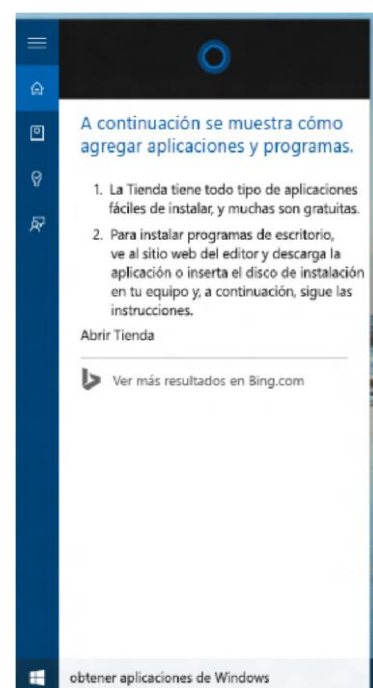 A continuación se muestra cómo
agregar aplicaciones y programas.
1. La Tienda tiene todo tipo de aplicaciones
fáciles de instalar, y muchas son gratuitas.
2. Para instalar programas de escritorio,
ve al sitio web del editor y descarga la
aplicación o inserta el disco de instalación
en tu equipo y, a continuación, sigue las
instrucciones.
Abrir Tienda
Ver más resultados en Bing.com
obtener aplicaciones de Windows